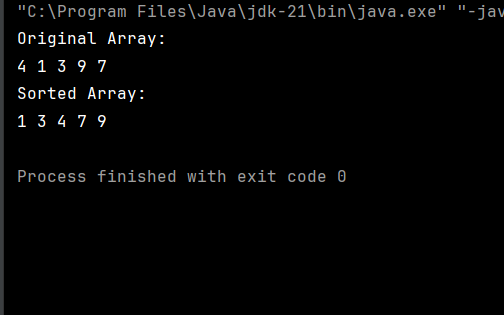 "C:\Program Files\Java\jdk-21\bin\java.exe" "-jav
Original Array:
4 1 3 9 7
Sorted Array:
1 3 4 7 9
Process finished with exit code 0